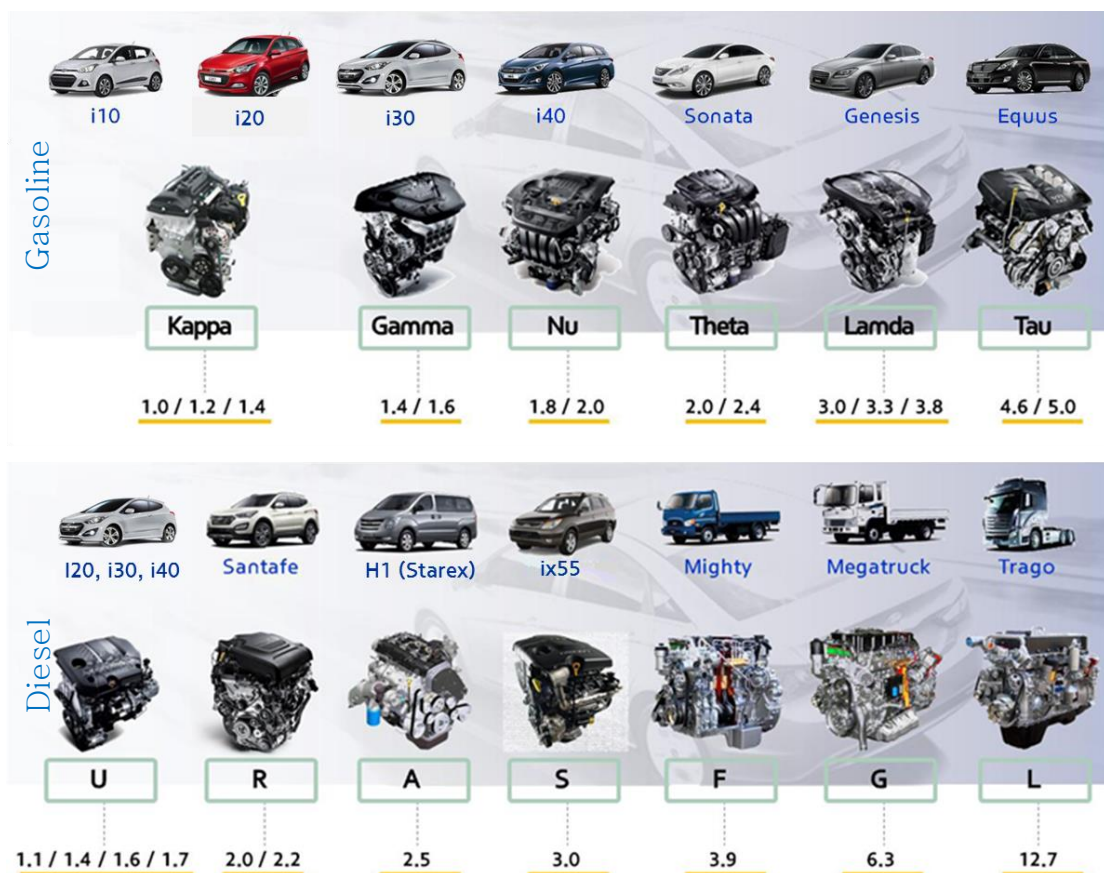 i10 i20 i30 i40 Sonata Genesis Equus
Gasoline
Kappa Gamma Nu Theta Lamda Tau
1.0 / 1.2 / 1.4 1.4 / 1.6 1.8 / 2.0 2.0 / 2.4 3.0 / 3.3 / 3.8 4.6 / 5.0
I20, i30, i40 Santafe H1 (Starex) ix55 Mighty Megatruck Trago
Diesel
U R A S F G L
1.1 / 1.4 / 1.6 / 1.7 2.0 / 2.2 2.5 3.0 3.9 6.3 12.7